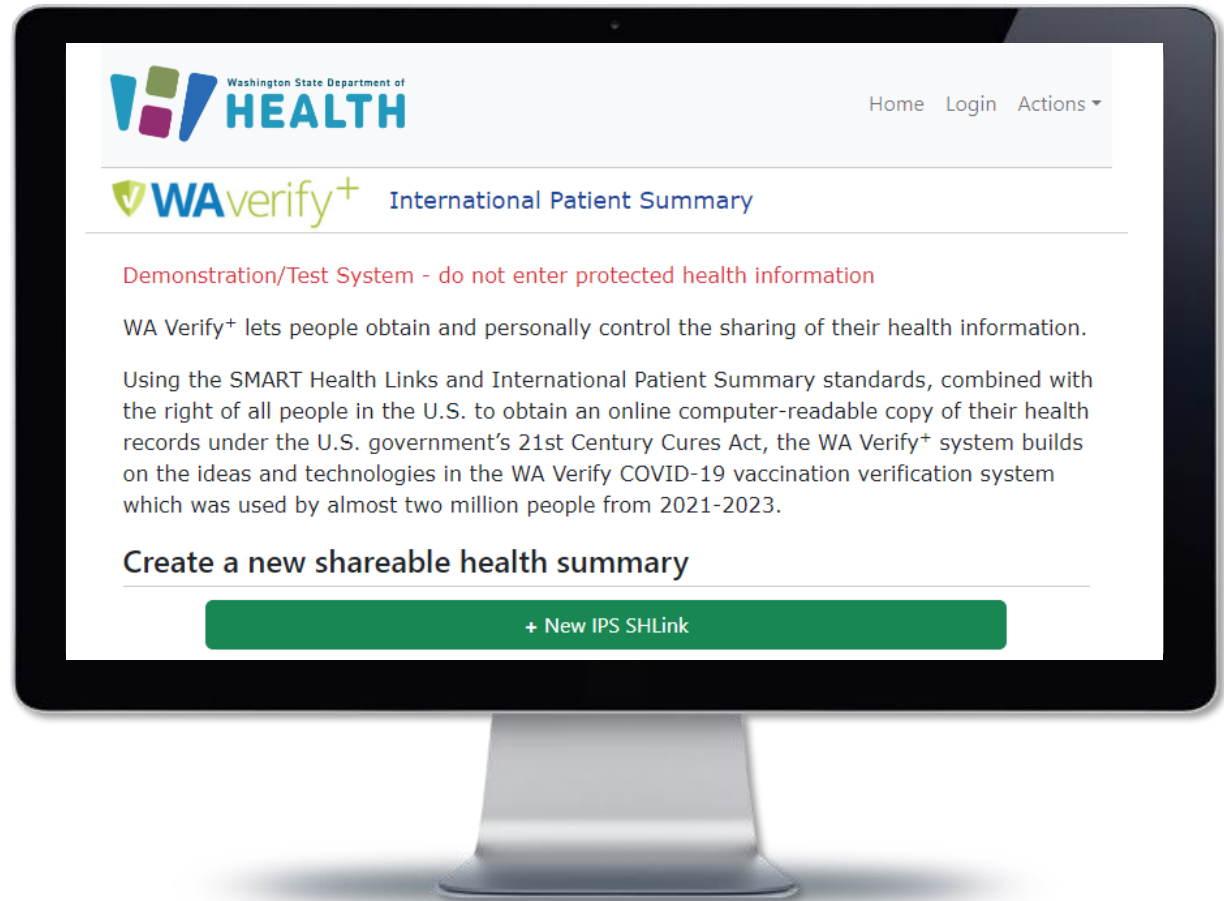 Washington State Department of
HEALTH
Home Login Actions
WAverify+ International Patient Summary
Demonstration/Test System - do not enter protected health information
WA Verify+ lets people obtain and personally control the sharing of their health information.
Using the SMART Health Links and International Patient Summary standards, combined with
the right of all people in the U.S. to obtain an online computer-readable copy of their health
records under the U.S. government’s 21st Century Cures Act, the WA Verify+ system builds
on the ideas and technologies in the WA Verify COVID-19 vaccination verification system
which was used by almost two million people from 2021-2023.
Create a new shareable health summary
+ New IPS SHLink